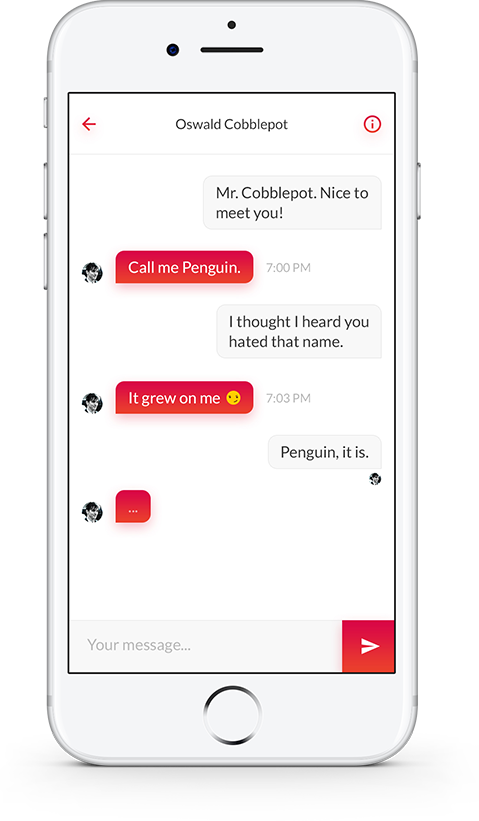 Oswald Cobblepot
Mr. Cobblepot. Nice to
meet you!
Call me Penguin. 7:00 PM
I thought I heard you
hated that name.
It grew on me 😏 7:03 PM
Penguin, it is.
...
Your message...